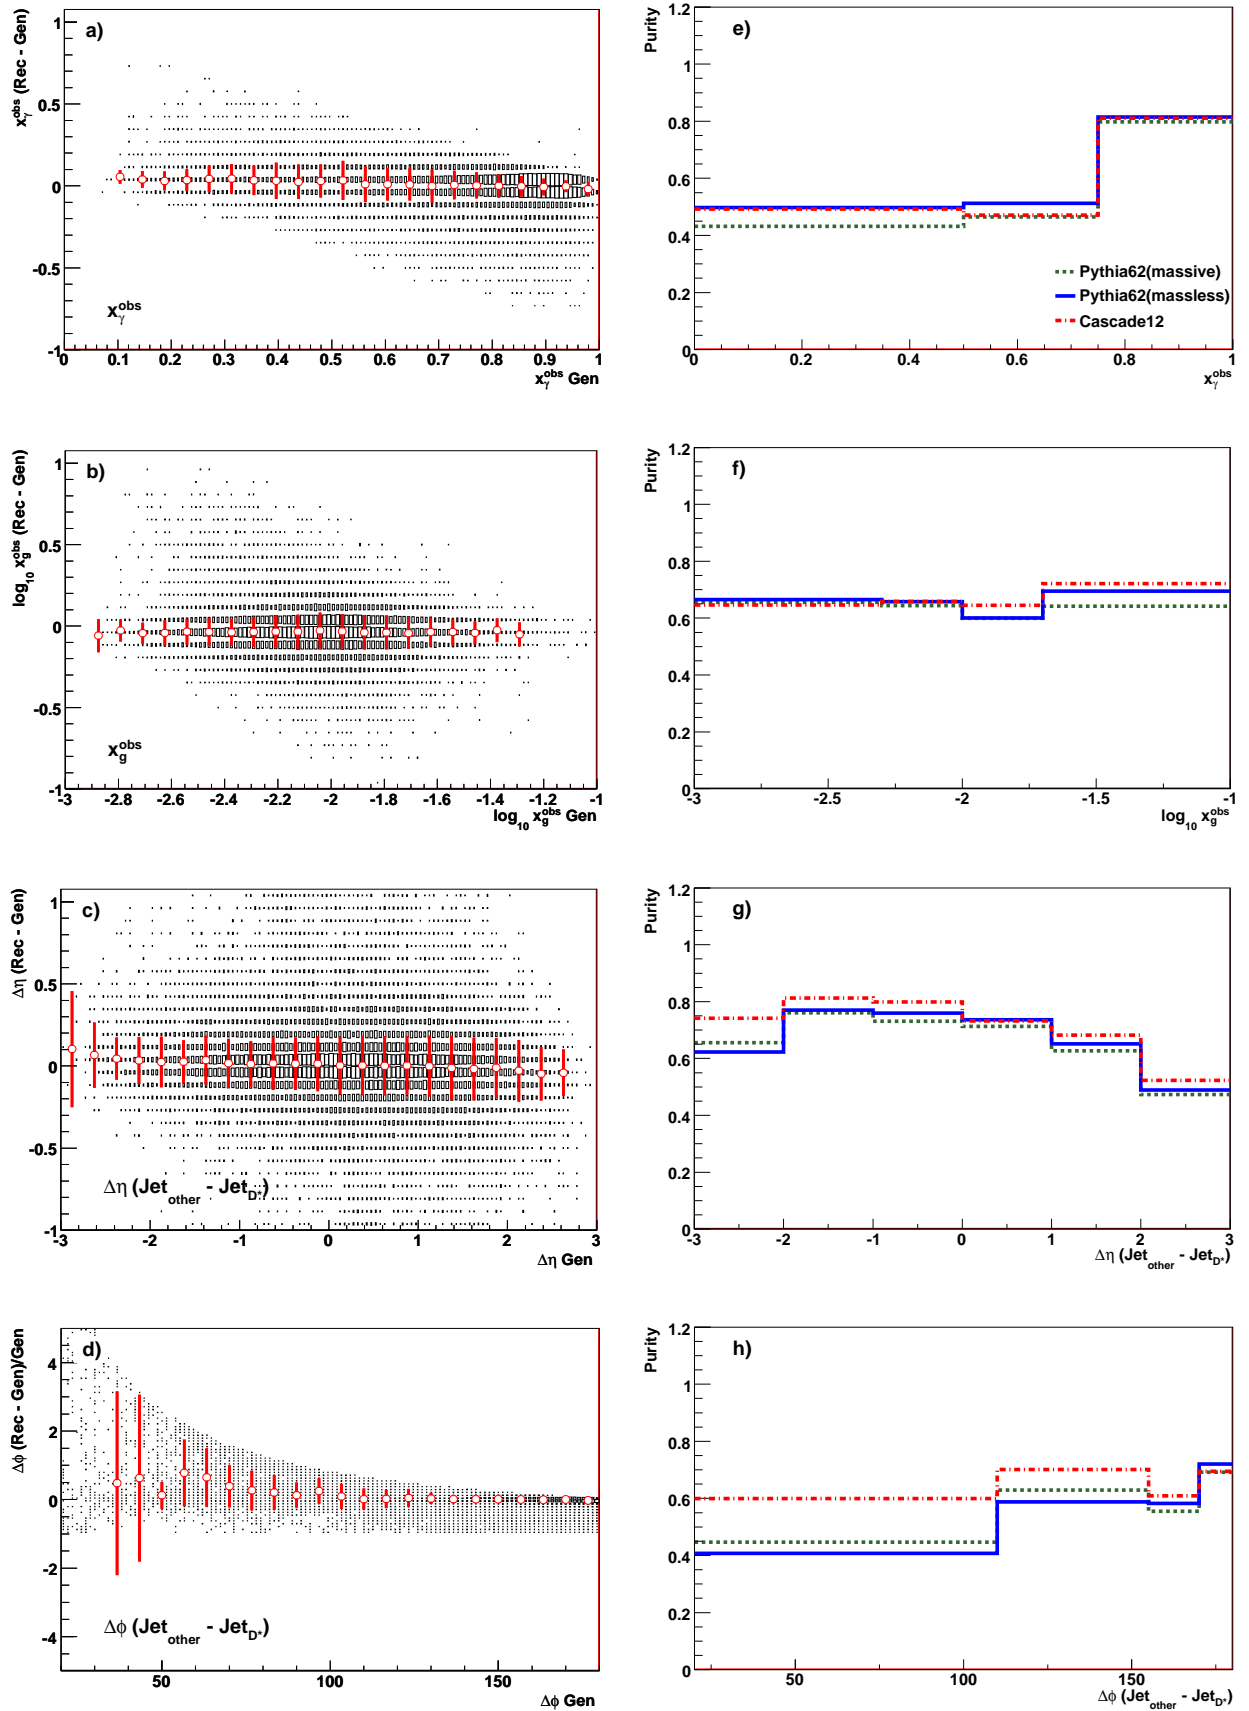 a)
x_γ^obs (Rec - Gen)
1
0.5
0
-0.5
-1
x_γ^obs
0 0.1 0.2 0.3 0.4 0.5 0.6 0.7 0.8 0.9 1
x_γ^obs Gen
e)
Purity
1.2
1
0.8
0.6
0.4
0.2
0
Pythia62(massive)
Pythia62(massless)
Cascade12
0 0.2 0.4 0.6 0.8 1
x_γ^obs
b)
log_10 x_g^obs (Rec - Gen)
1
0.5
0
-0.5
-1
x_g^obs
-3 -2.8 -2.6 -2.4 -2.2 -2 -1.8 -1.6 -1.4 -1.2 -1
log_10 x_g^obs Gen
f)
Purity
1.2
1
0.8
0.6
0.4
0.2
0
-3 -2.5 -2 -1.5 -1
log_10 x_g^obs
c)
Δη (Rec - Gen)
1
0.5
0
-0.5
-1
Δη (Jet_other - Jet_D*)
-3 -2 -1 0 1 2 3
Δη Gen
g)
Purity
1.2
1
0.8
0.6
0.4
0.2
0
-3 -2 -1 0 1 2 3
Δη (Jet_other - Jet_D*)
d)
Δϕ (Rec - Gen)/Gen
4
2
0
-2
-4
Δϕ (Jet_other - Jet_D*)
50 100 150
Δϕ Gen
h)
Purity
1.2
1
0.8
0.6
0.4
0.2
0
50 100 150
Δϕ (Jet_other - Jet_D*)